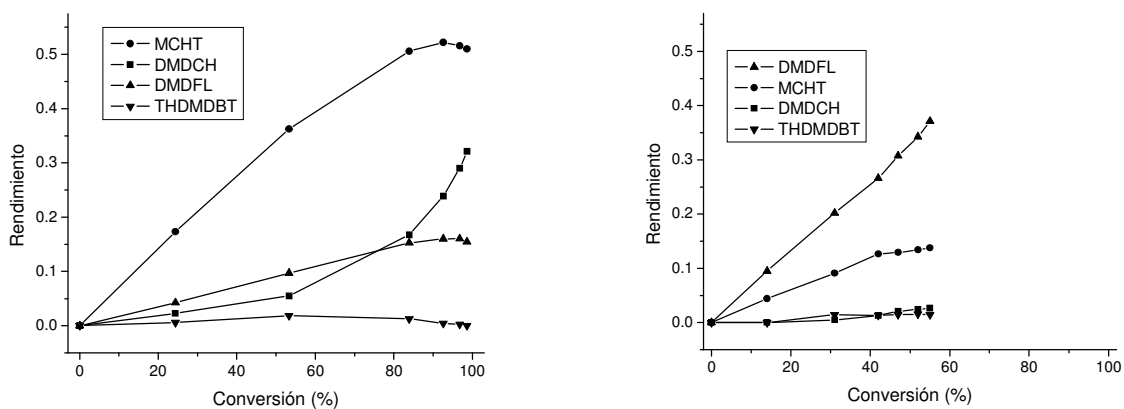 MCHT
DMDCH
DMDFL
THDMDBT
0.5
0.4
0.3
0.2
0.1
0.0
Rendimiento
0 20 40 60 80 100
Conversión (%)
DMDFL
MCHT
DMDCH
THDMDBT
0.5
0.4
0.3
0.2
0.1
0.0
Rendimiento
0 20 40 60 80 100
Conversión (%)